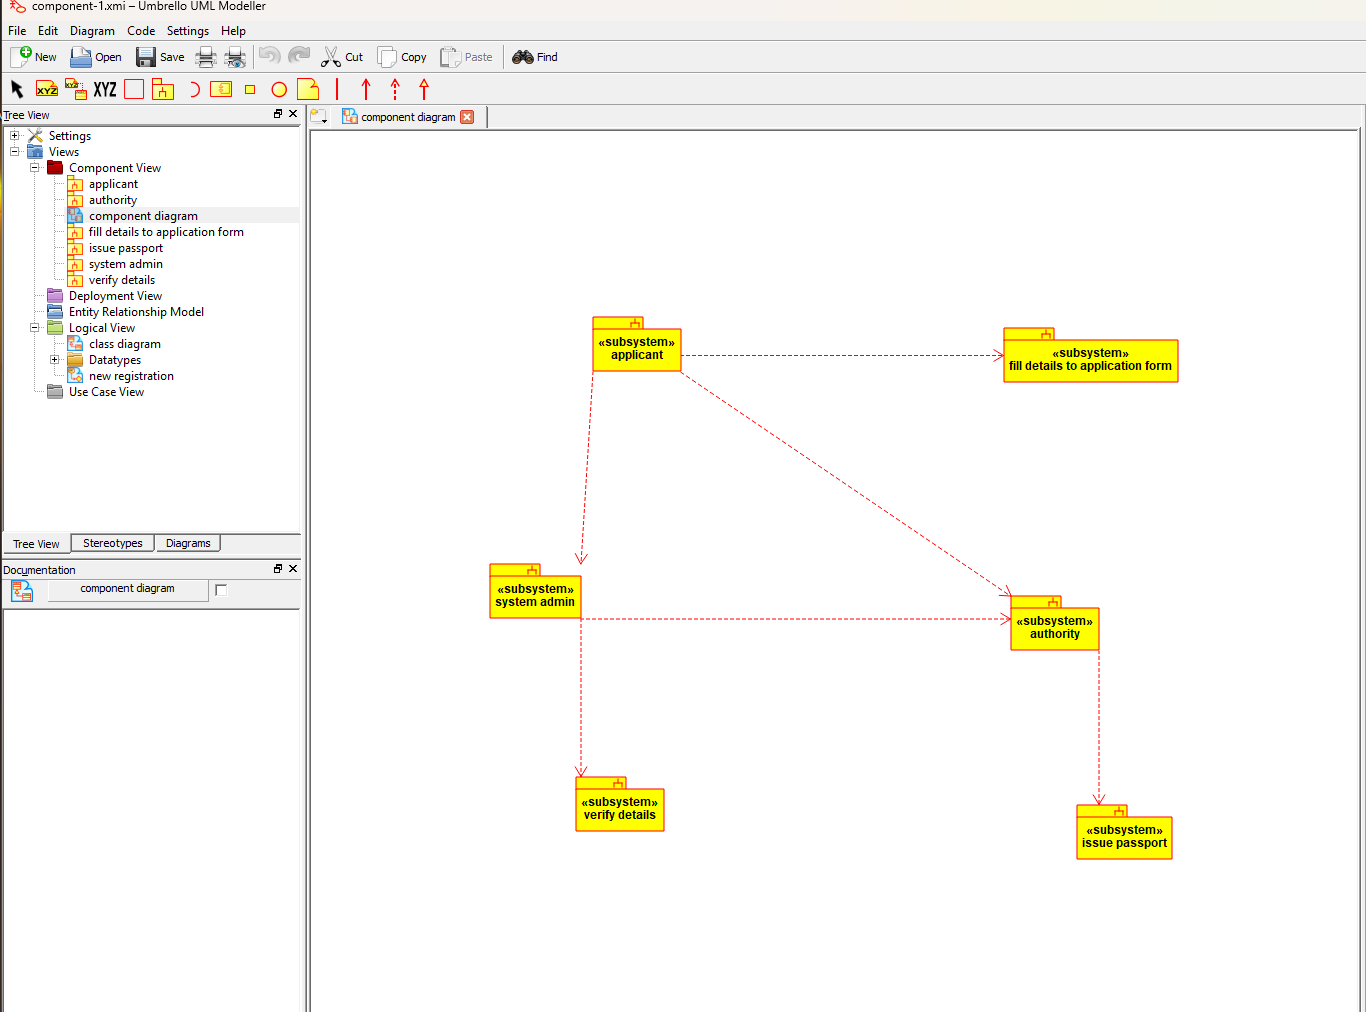 component-1.xmi – Umbrello UML Modeller
File Edit Diagram Code Settings Help
New Open Save Cut Copy Paste Find
XYZ XYZ XYZ
Tree View
component diagram
Settings
Views
Component View
applicant
authority
component diagram
fill details to application form
issue passport
system admin
verify details
Deployment View
Entity Relationship Model
Logical View
class diagram
Datatypes
new registration
Use Case View
Tree View Stereotypes Diagrams
Documentation
component diagram
«subsystem»
applicant
«subsystem»
fill details to application form
«subsystem»
system admin
«subsystem»
authority
«subsystem»
verify details
«subsystem»
issue passport